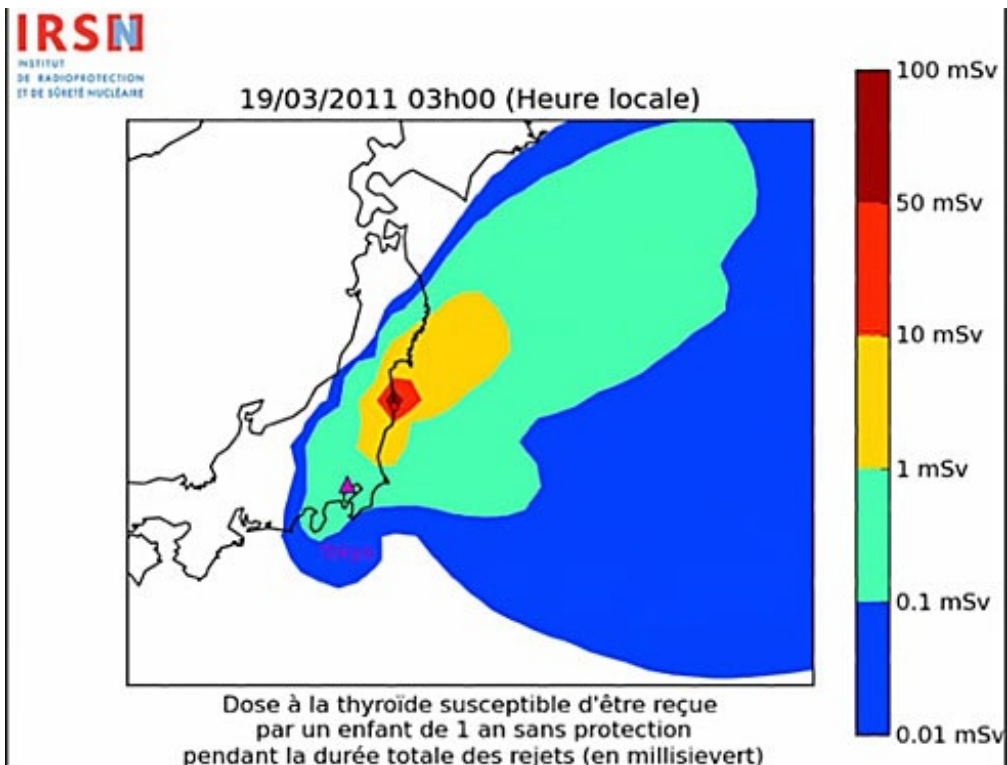 IRSN
INSTITUT
DE RADIOPROTECTION
ET DE SÛRETÉ NUCLÉAIRE
19/03/2011 03h00 (Heure locale)
100 mSv
50 mSv
10 mSv
1 mSv
0.1 mSv
0.01 mSv
Tokyo
Dose à la thyroïde susceptible d'être reçue
par un enfant de 1 an sans protection
pendant la durée totale des rejets (en millisievert)